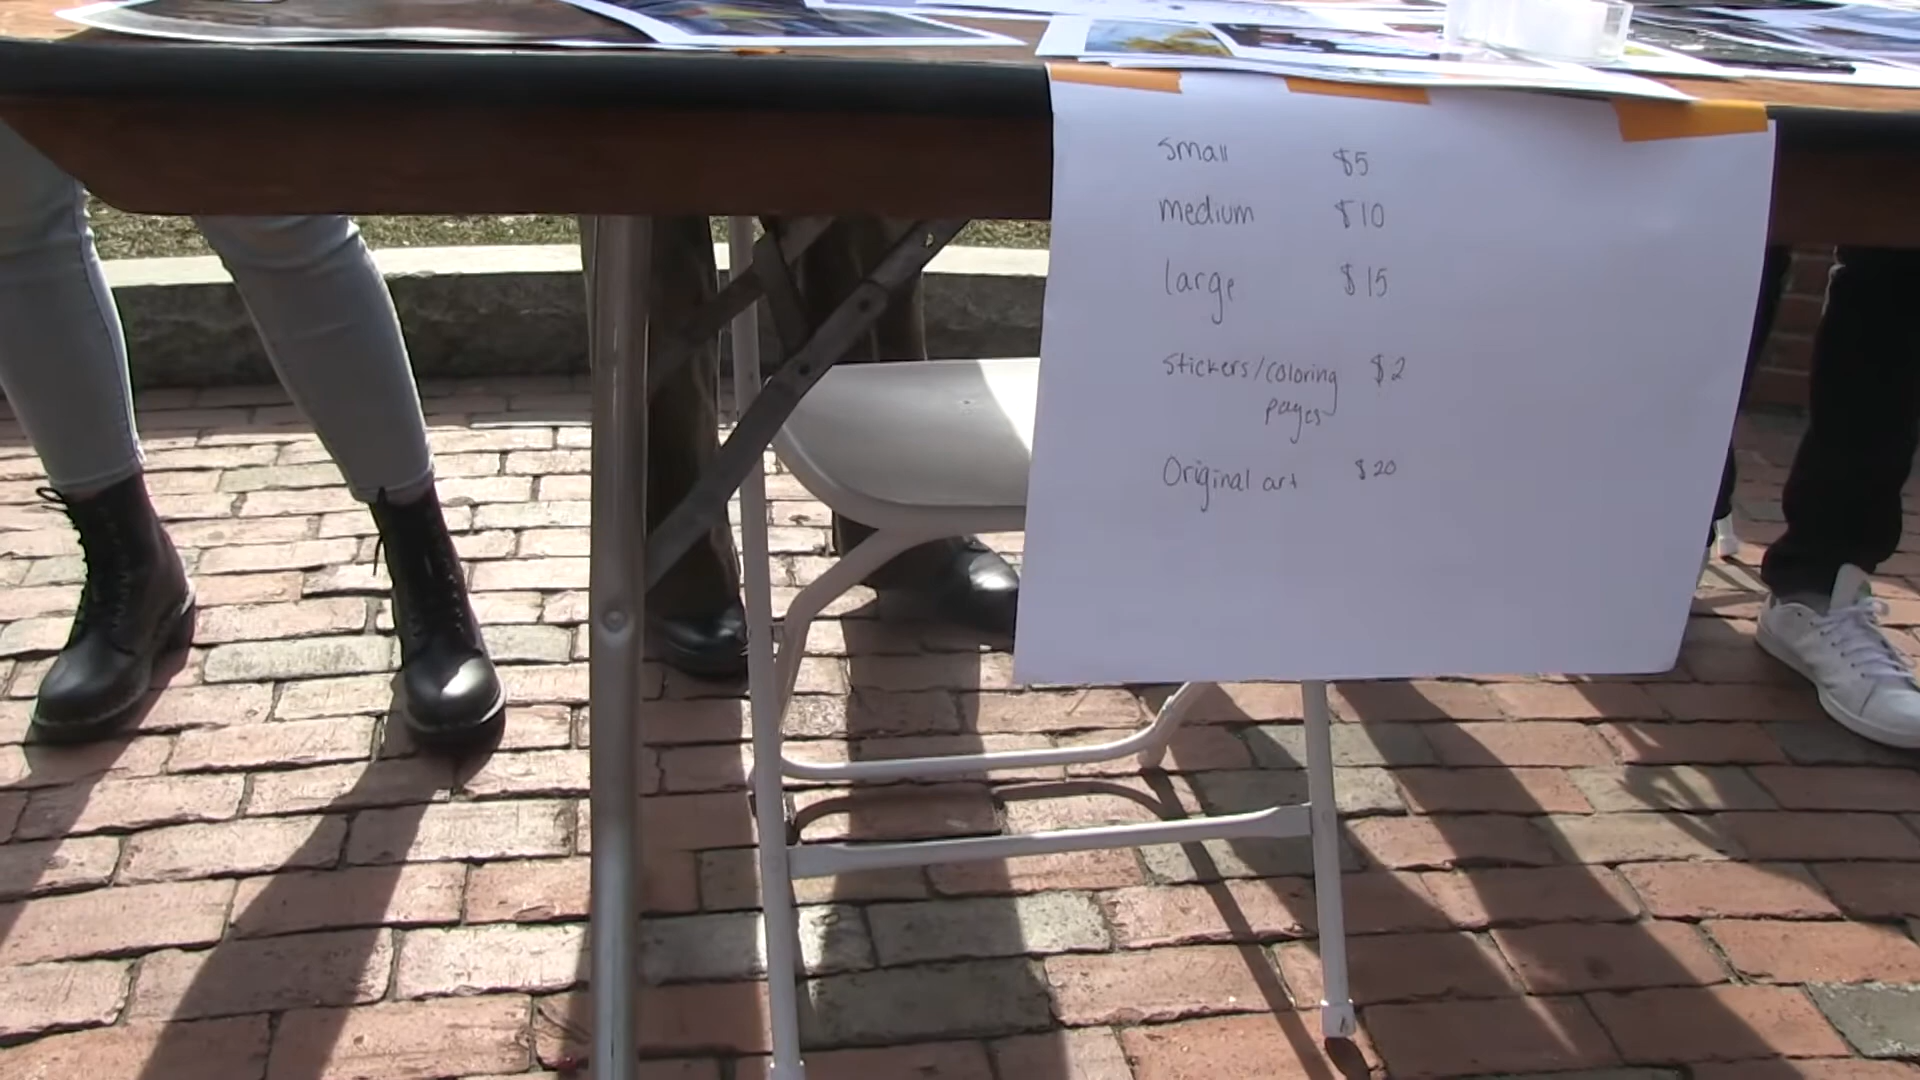 small $5
medium $10
large $15
stickers/coloring $2
pages
Original art $20